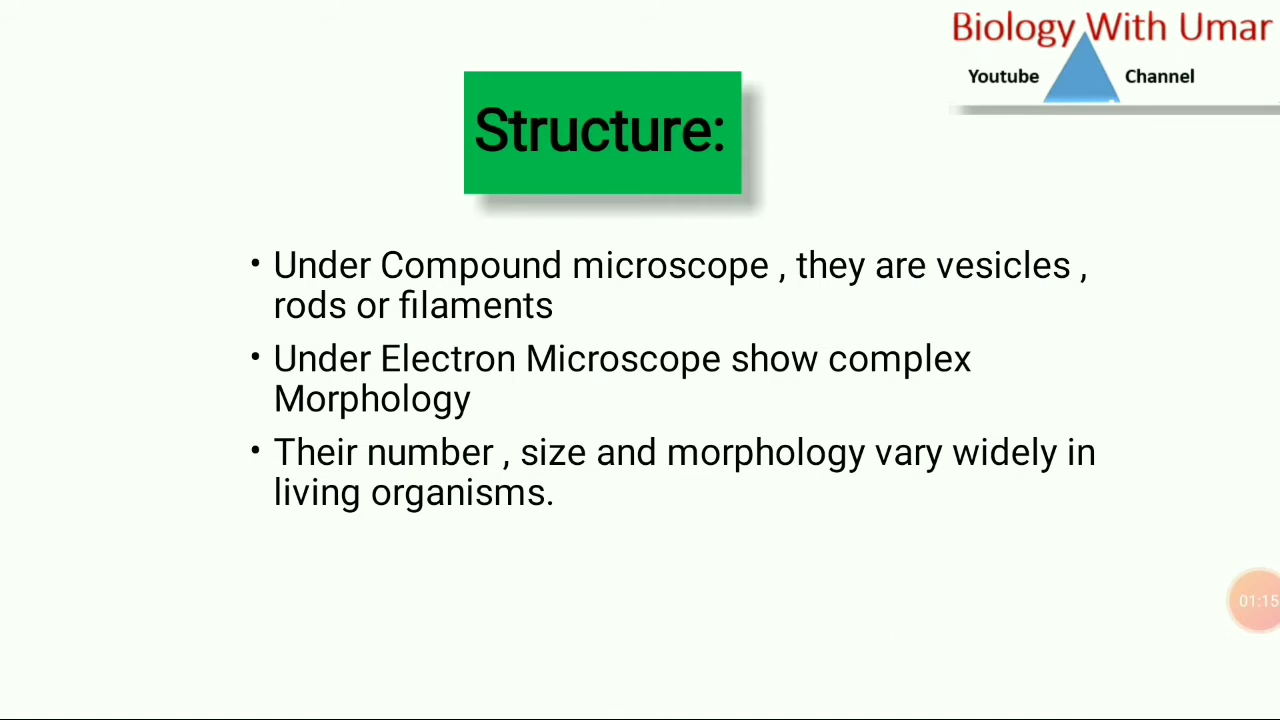 Biology With Umar
Youtube Channel
Structure:
• Under Compound microscope , they are vesicles ,
rods or filaments
• Under Electron Microscope show complex
Morphology
• Their number , size and morphology vary widely in
living organisms.
01:15